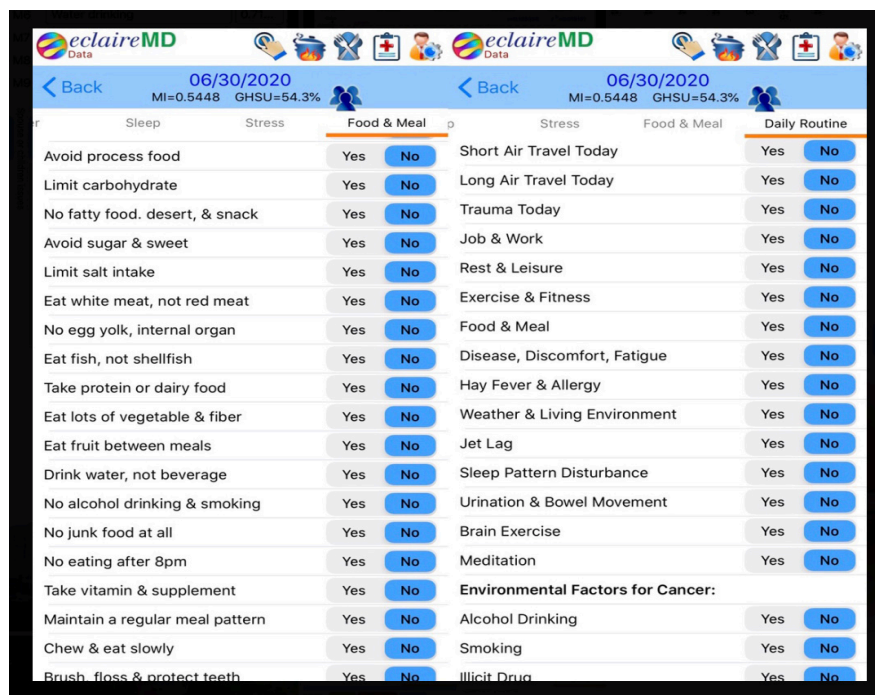 eclaireMD
Data
Back
06/30/2020
MI=0.5448 GHSU=54.3%
r Sleep Stress Food & Meal
Avoid process food Yes No
Limit carbohydrate Yes No
No fatty food. desert, & snack Yes No
Avoid sugar & sweet Yes No
Limit salt intake Yes No
Eat white meat, not red meat Yes No
No egg yolk, internal organ Yes No
Eat fish, not shellfish Yes No
Take protein or dairy food Yes No
Eat lots of vegetable & fiber Yes No
Eat fruit between meals Yes No
Drink water, not beverage Yes No
No alcohol drinking & smoking Yes No
No junk food at all Yes No
No eating after 8pm Yes No
Take vitamin & supplement Yes No
Maintain a regular meal pattern Yes No
Chew & eat slowly Yes No
Brush, floss & protect teeth Yes No
eclaireMD
Data
Back
06/30/2020
MI=0.5448 GHSU=54.3%
p Stress Food & Meal Daily Routine
Short Air Travel Today Yes No
Long Air Travel Today Yes No
Trauma Today Yes No
Job & Work Yes No
Rest & Leisure Yes No
Exercise & Fitness Yes No
Food & Meal Yes No
Disease, Discomfort, Fatigue Yes No
Hay Fever & Allergy Yes No
Weather & Living Environment Yes No
Jet Lag Yes No
Sleep Pattern Disturbance Yes No
Urination & Bowel Movement Yes No
Brain Exercise Yes No
Meditation Yes No
Environmental Factors for Cancer:
Alcohol Drinking Yes No
Smoking Yes No
Illicit Drug Yes No